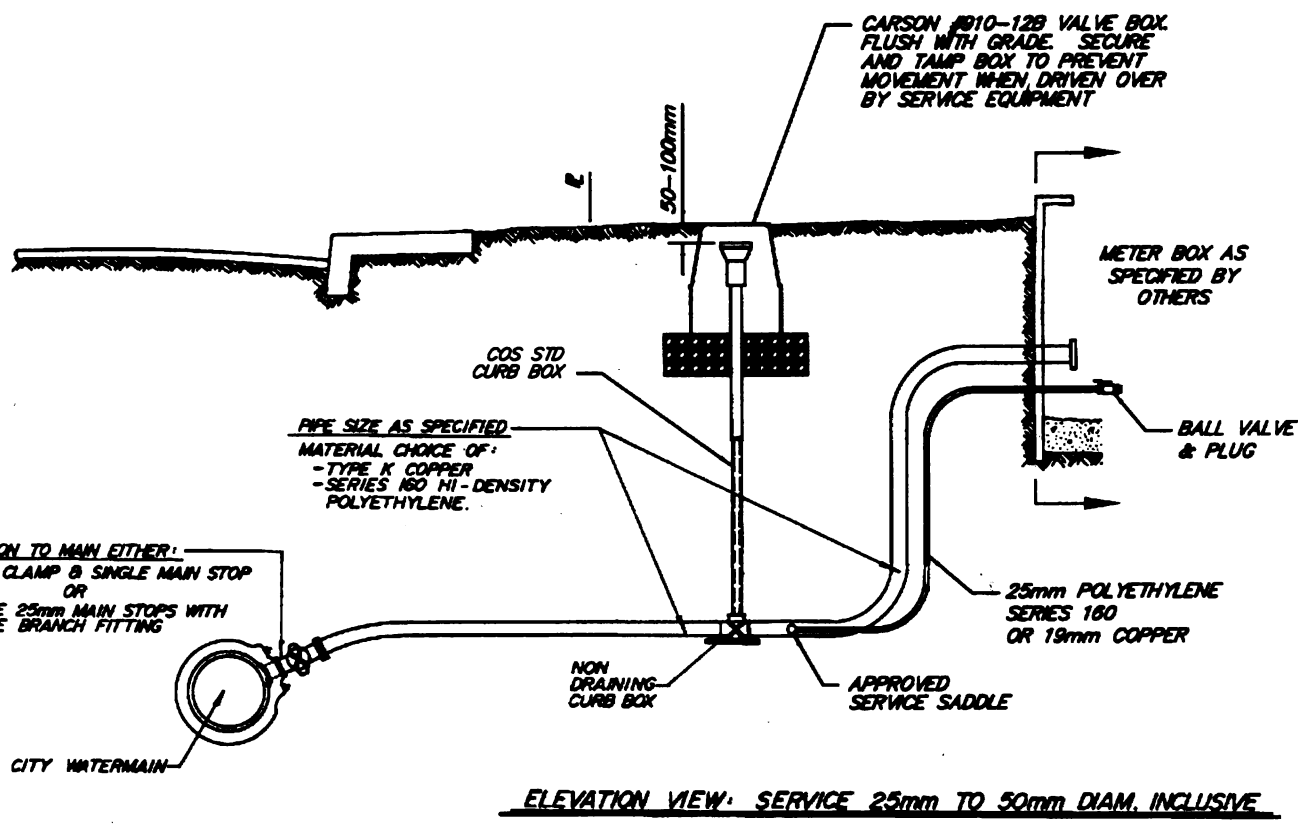 CARSON #910-12B VALVE BOX.
FLUSH WITH GRADE. SECURE
AND TAMP BOX TO PREVENT
MOVEMENT WHEN DRIVEN OVER
BY SERVICE EQUIPMENT
50-100mm
METER BOX AS
SPECIFIED BY
OTHERS
COS STD
CURB BOX
PIPE SIZE AS SPECIFIED
MATERIAL CHOICE OF:
-TYPE K COPPER
-SERIES 160 HI-DENSITY
POLYETHYLENE.
BALL VALVE
& PLUG
ON TO MAIN EITHER:
CLAMP & SINGLE MAIN STOP
OR
E 25mm MAIN STOPS WITH
E BRANCH FITTING
25mm POLYETHYLENE
SERIES 160
OR 19mm COPPER
NON
DRAINING
CURB BOX
APPROVED
SERVICE SADDLE
CITY WATERMAIN
ELEVATION VIEW: SERVICE 25mm TO 50mm DIAM. INCLUSIVE